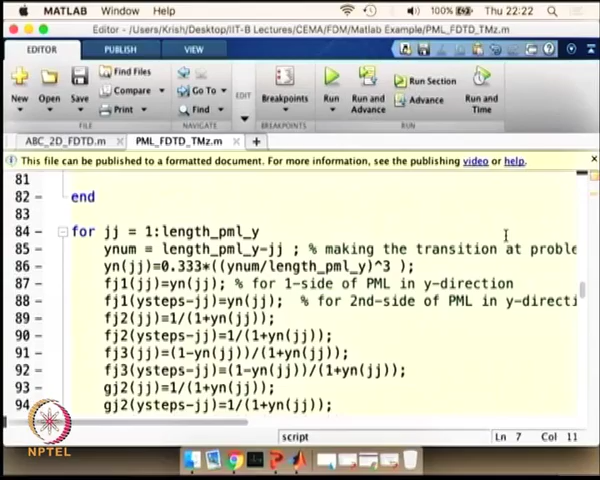 MATLAB Window Help 100% Thu 22:22
Editor - /Users/Krish/Desktop/IIT-B Lectures/CEMA/FDM/Matlab Example/PML_FDTD_TMz.m
EDITOR PUBLISH VIEW
New Open Save Find Files Compare Print Go To Find EDIT Breakpoints Run Run and Advance Run Section Advance Run and Time
FILE NAVIGATE BREAKPOINTS RUN
ABC_2D_FDTD.m × PML_FDTD_TMz.m × +
This file can be published to a formatted document. For more information, see the publishing video or help. ×
81
82 – end
83
84 – for jj = 1:length_pml_y
85 – ynum = length_pml_y-jj ; % making the transition at proble
86 – yn(jj)=0.333*((ynum/length_pml_y)^3 );
87 – fj1(jj)=yn(jj); % for 1-side of PML in y-direction
88 – fj1(ysteps-jj)=yn(jj); % for 2nd-side of PML in y-directi
89 – fj2(jj)=1/(1+yn(jj));
90 – fj2(ysteps-jj)=1/(1+yn(jj));
91 – fj3(jj)=(1-yn(jj))/(1+yn(jj));
92 – fj3(ysteps-jj)=(1-yn(jj))/(1+yn(jj));
93 – gj2(jj)=1/(1+yn(jj));
94 – gj2(ysteps-jj)=1/(1+yn(jj));
script Ln 7 Col 11
NPTEL